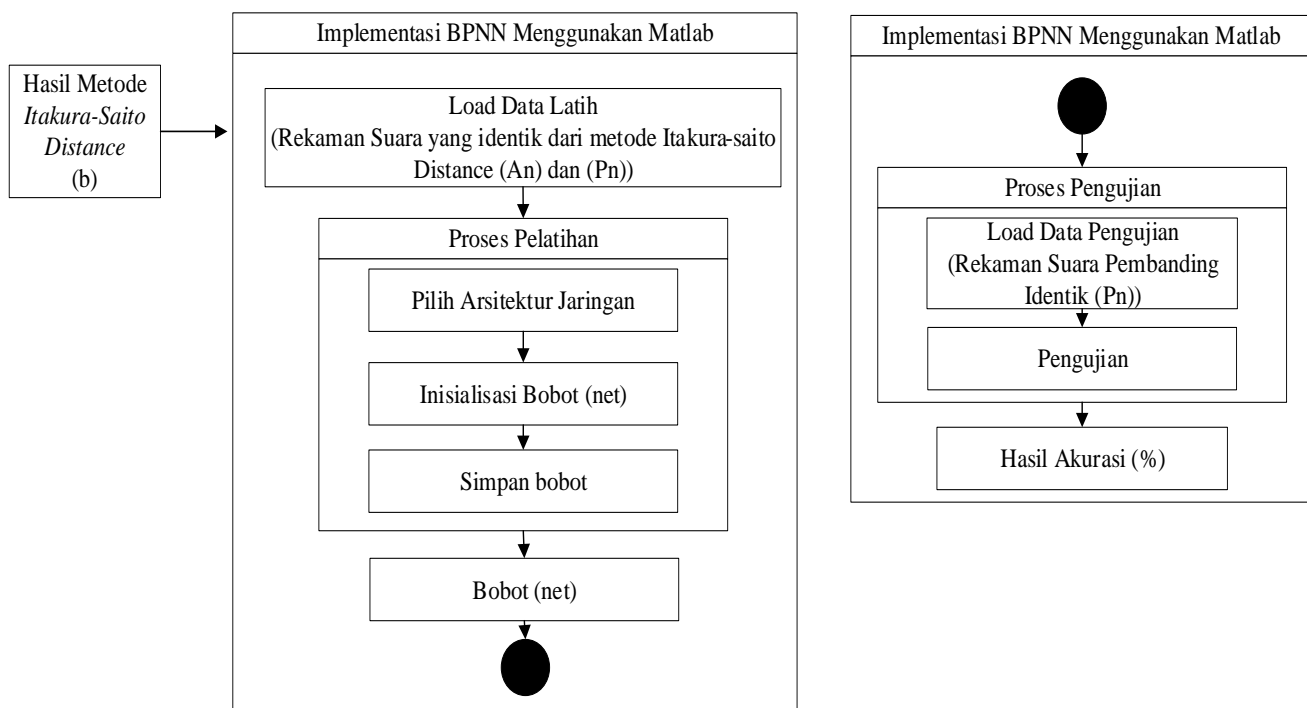 Hasil Metode
Itakura-Saito
Distance
(b)
Implementasi BPNN Menggunakan Matlab
Load Data Latih
(Rekaman Suara yang identik dari metode Itakura-saito
Distance (An) dan (Pn))
Proses Pelatihan
Pilih Arsitektur Jaringan
Inisialisasi Bobot (net)
Simpan bobot
Bobot (net)
Implementasi BPNN Menggunakan Matlab
Proses Pengujian
Load Data Pengujian
(Rekaman Suara Pembanding
Identik (Pn))
Pengujian
Hasil Akurasi (%)